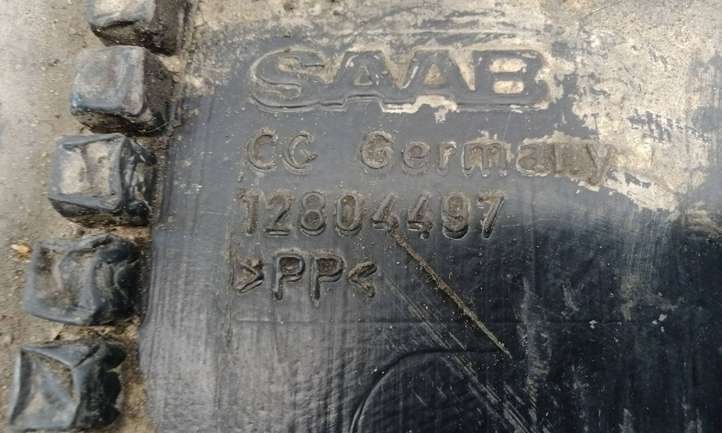 SAAB
CC Germany
12804497
>PP<